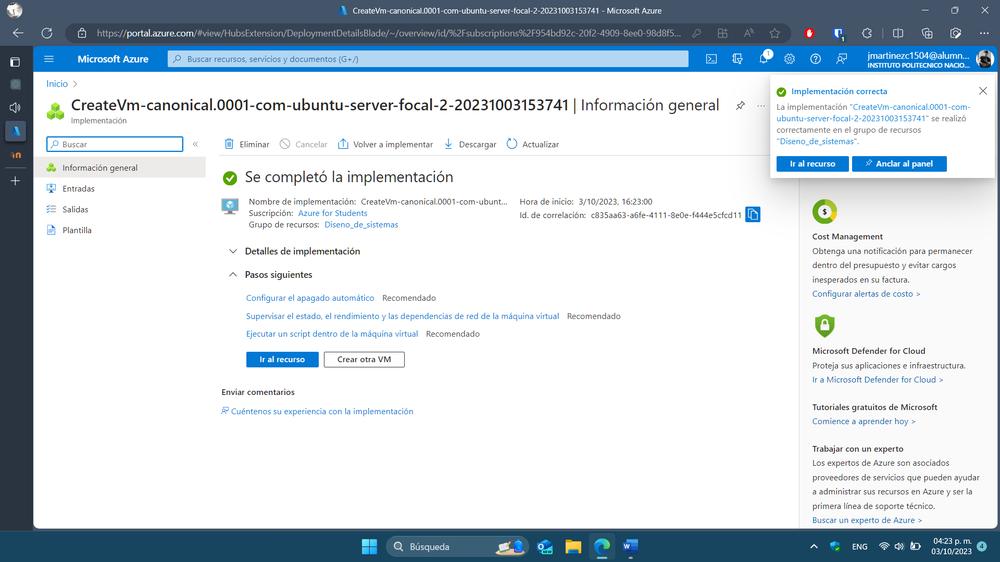 CreateVm-canonical.0001-com-ubuntu-server-focal-2-20231003153741 - Microsoft Azure
https://portal.azure.com/#view/HubsExtension/DeploymentDetailsBlade/~/overview/id/%2Fsubscriptions%2F954bd92c-20f2-4909-8ee0-98d8f5...
1
Microsoft Azure
Buscar recursos, servicios y documentos (G+/)
1
jmartinezc1504@alumn...
INSTITUTO POLITECNICO NACIO...
Inicio
CreateVm-canonical.0001-com-ubuntu-server-focal-2-20231003153741 | Información general
Implementación
Buscar
Información general
Entradas
Salidas
Plantilla
Eliminar
Cancelar
Volver a implementar
Descargar
Actualizar
Se completó la implementación
Nombre de implementación: CreateVm-canonical.0001-com-ubunt...
Suscripción: Azure for Students
Grupo de recursos: Diseno_de_sistemas
Hora de inicio: 3/10/2023, 16:23:00
Id. de correlación: c835aa63-a6fe-4111-8e0e-f444e5cfcd11
Detalles de implementación
Pasos siguientes
Configurar el apagado automático Recomendado
Supervisar el estado, el rendimiento y las dependencias de red de la máquina virtual Recomendado
Ejecutar un script dentro de la máquina virtual Recomendado
Ir al recurso
Crear otra VM
Enviar comentarios
Cuéntenos su experiencia con la implementación
Implementación correcta
La implementación "CreateVm-canonical.0001-com-
ubuntu-server-focal-2-20231003153741" se realizó
correctamente en el grupo de recursos
"Diseno_de_sistemas".
Ir al recurso
Anclar al panel
$
Cost Management
Obtenga una notificación para permanecer
dentro del presupuesto y evitar cargos
inesperados en su factura.
Configurar alertas de costo >
Microsoft Defender for Cloud
Proteja sus aplicaciones e infraestructura.
Ir a Microsoft Defender for Cloud >
Tutoriales gratuitos de Microsoft
Comience a aprender hoy >
Trabajar con un experto
Los expertos de Azure son asociados
proveedores de servicios que pueden ayudar
a administrar sus recursos en Azure y ser la
primera línea de soporte técnico.
Buscar un experto de Azure >
Búsqueda
NEW
ENG
04:23 p. m.
03/10/2023
4